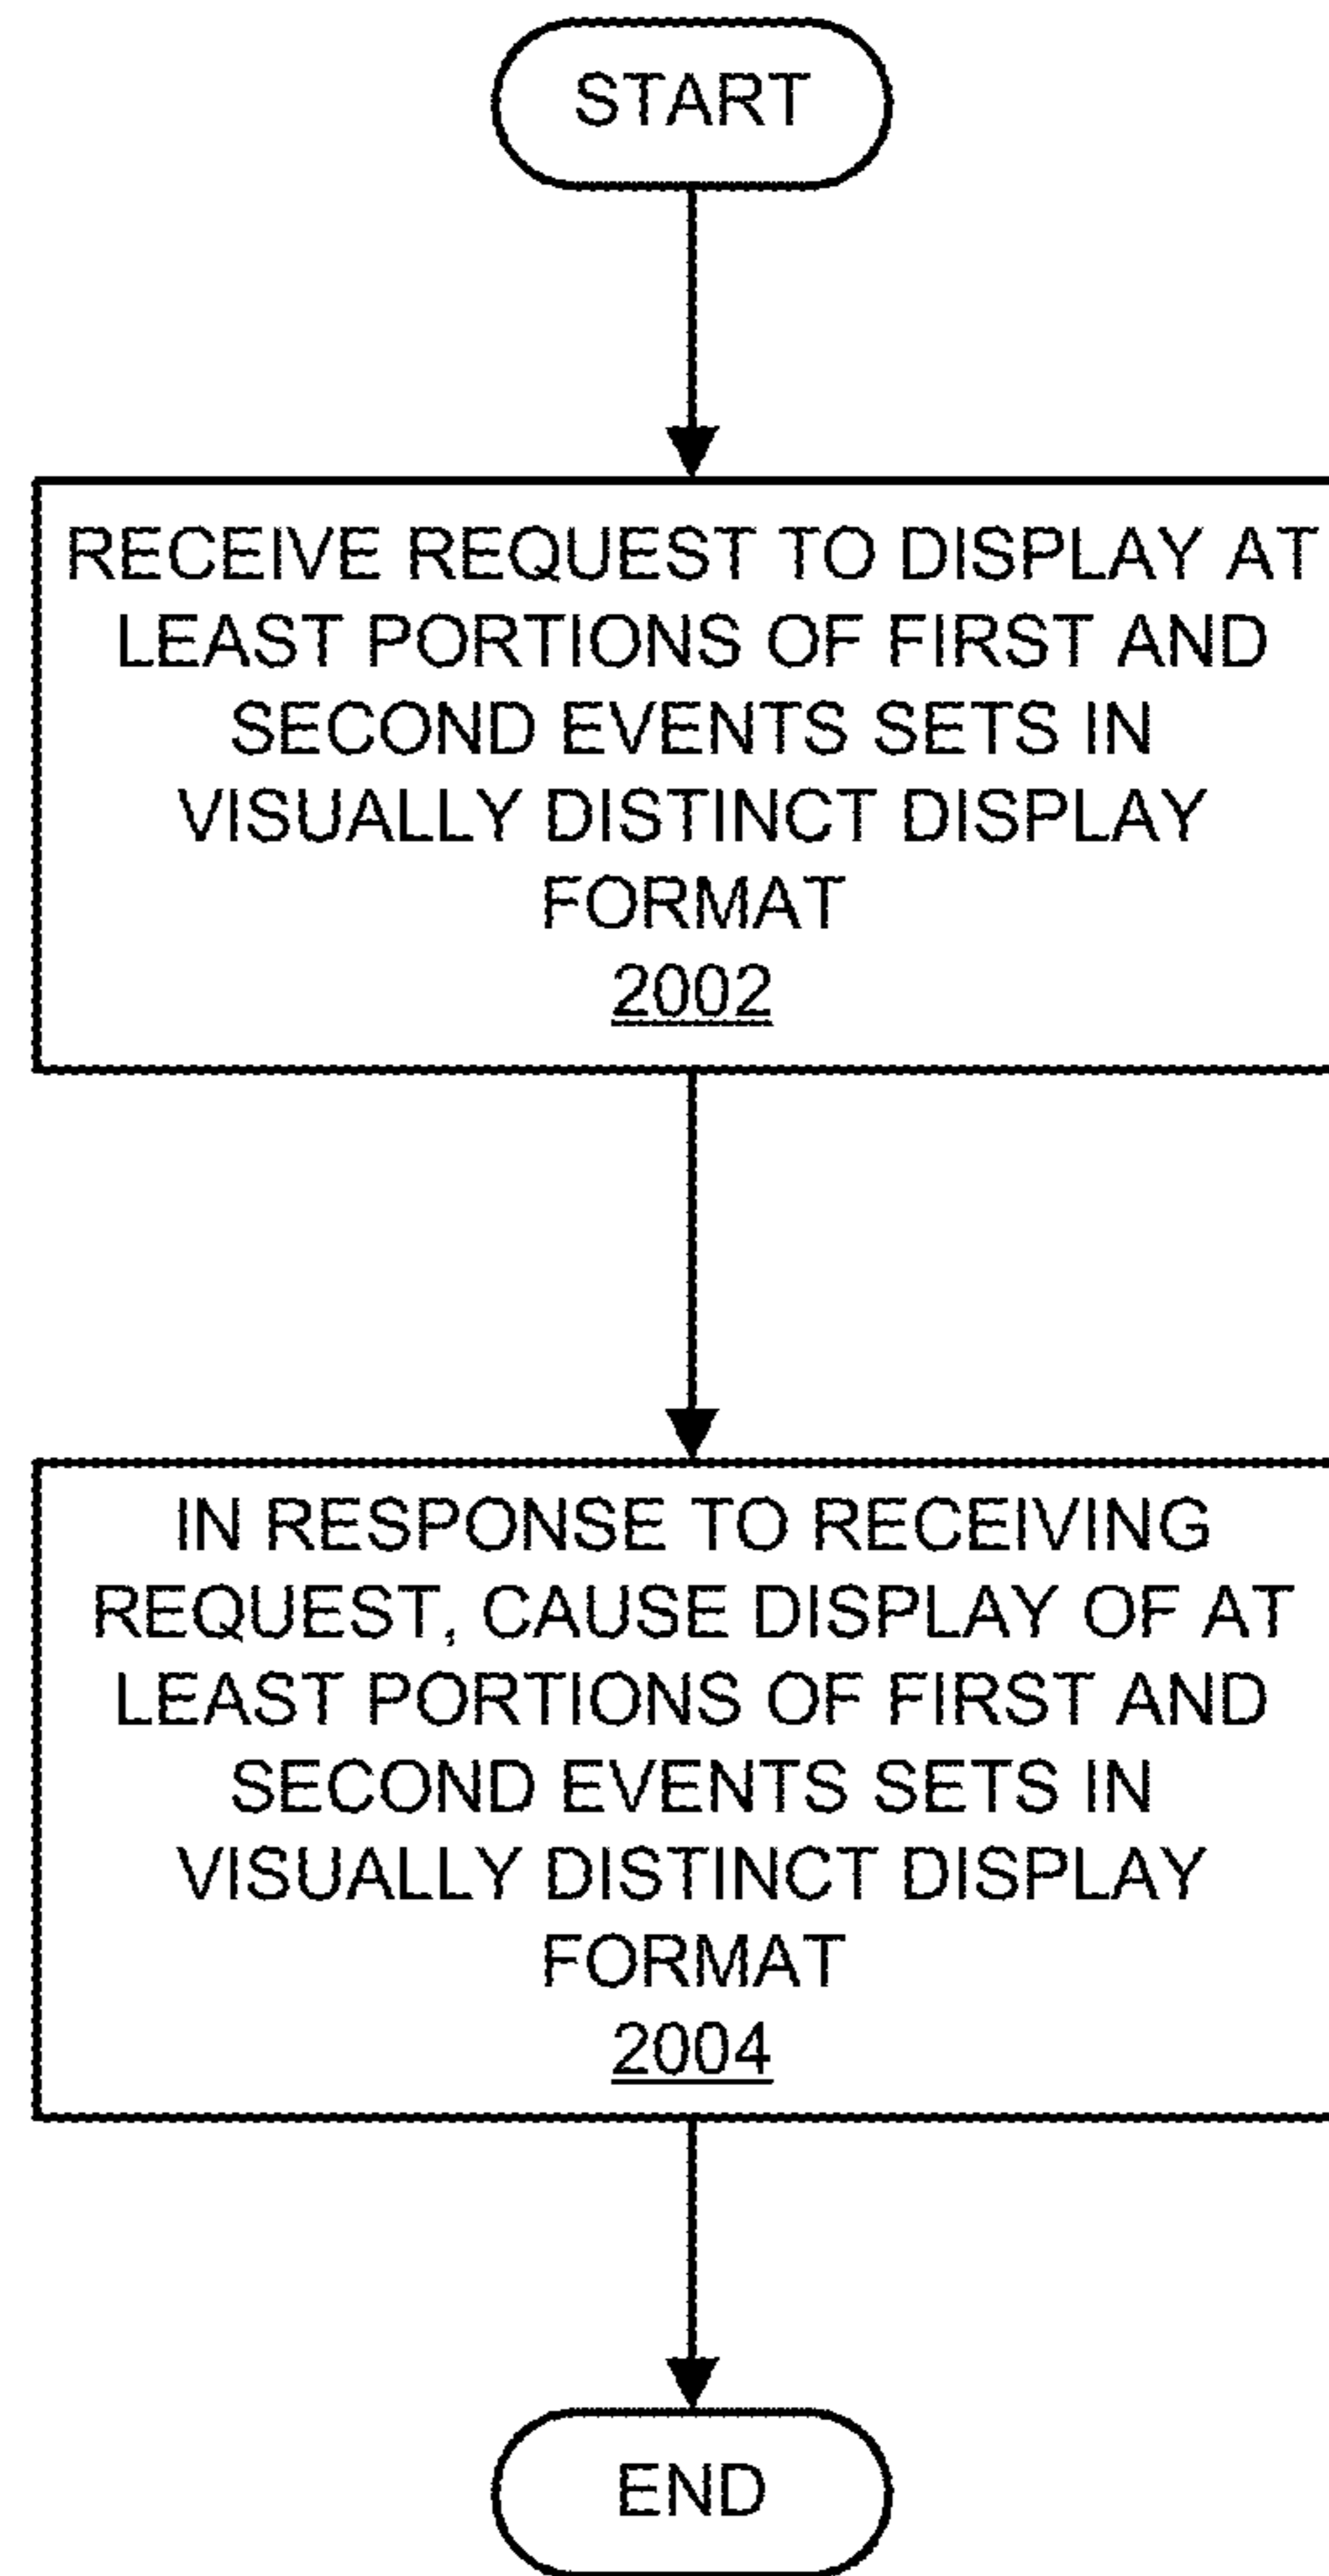 START
RECEIVE REQUEST TO DISPLAY AT
LEAST PORTIONS OF FIRST AND
SECOND EVENTS SETS IN
VISUALLY DISTINCT DISPLAY
FORMAT
2002
IN RESPONSE TO RECEIVING
REQUEST, CAUSE DISPLAY OF AT
LEAST PORTIONS OF FIRST AND
SECOND EVENTS SETS IN
VISUALLY DISTINCT DISPLAY
FORMAT
2004
END